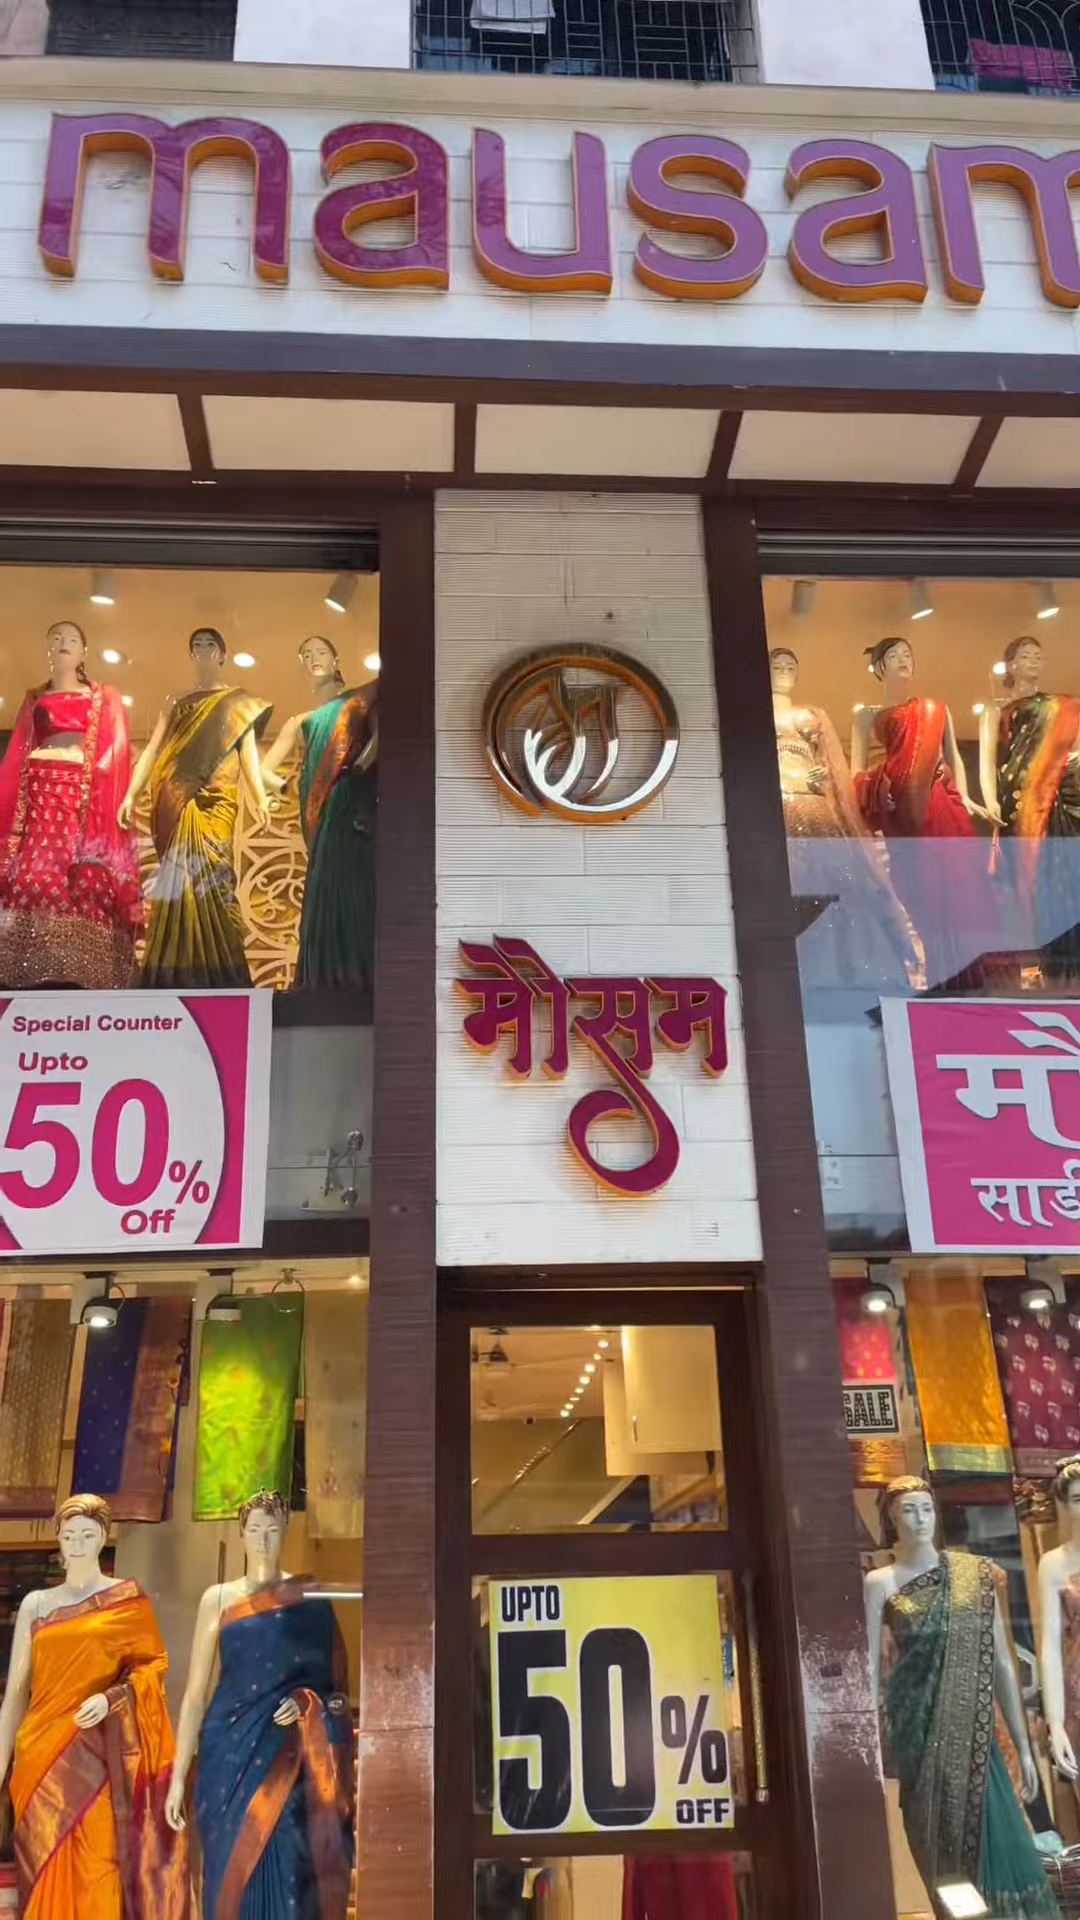 mausam
मौसम
Special Counter
Upto
50%
Off
साडी
SALE
UPTO
50%
OFF